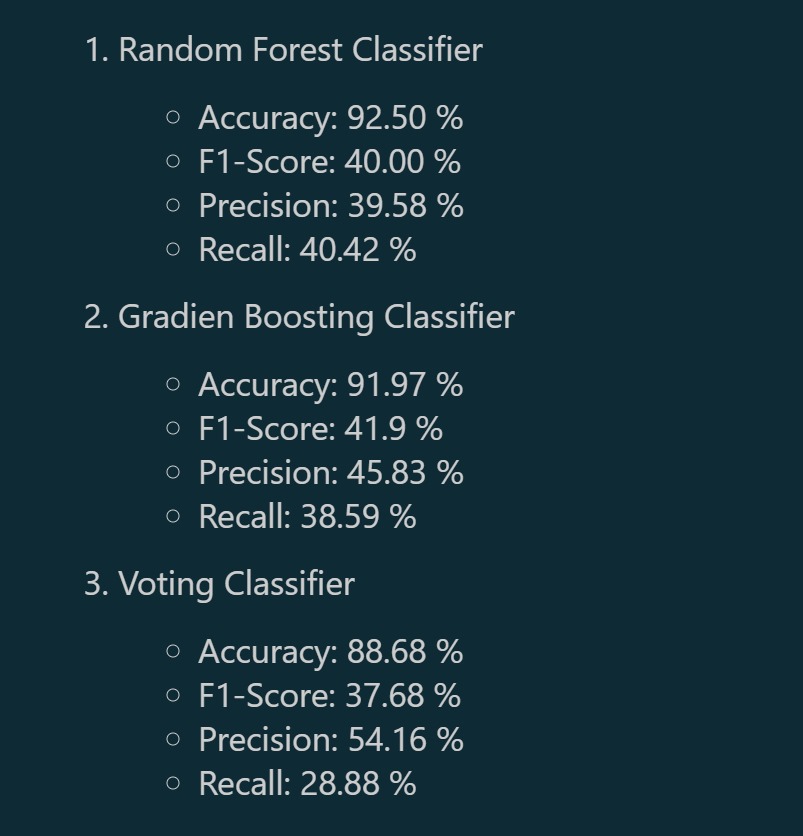 1. Random Forest Classifier
○ Accuracy: 92.50 %
○ F1-Score: 40.00 %
○ Precision: 39.58 %
○ Recall: 40.42 %
2. Gradien Boosting Classifier
○ Accuracy: 91.97 %
○ F1-Score: 41.9 %
○ Precision: 45.83 %
○ Recall: 38.59 %
3. Voting Classifier
○ Accuracy: 88.68 %
○ F1-Score: 37.68 %
○ Precision: 54.16 %
○ Recall: 28.88 %